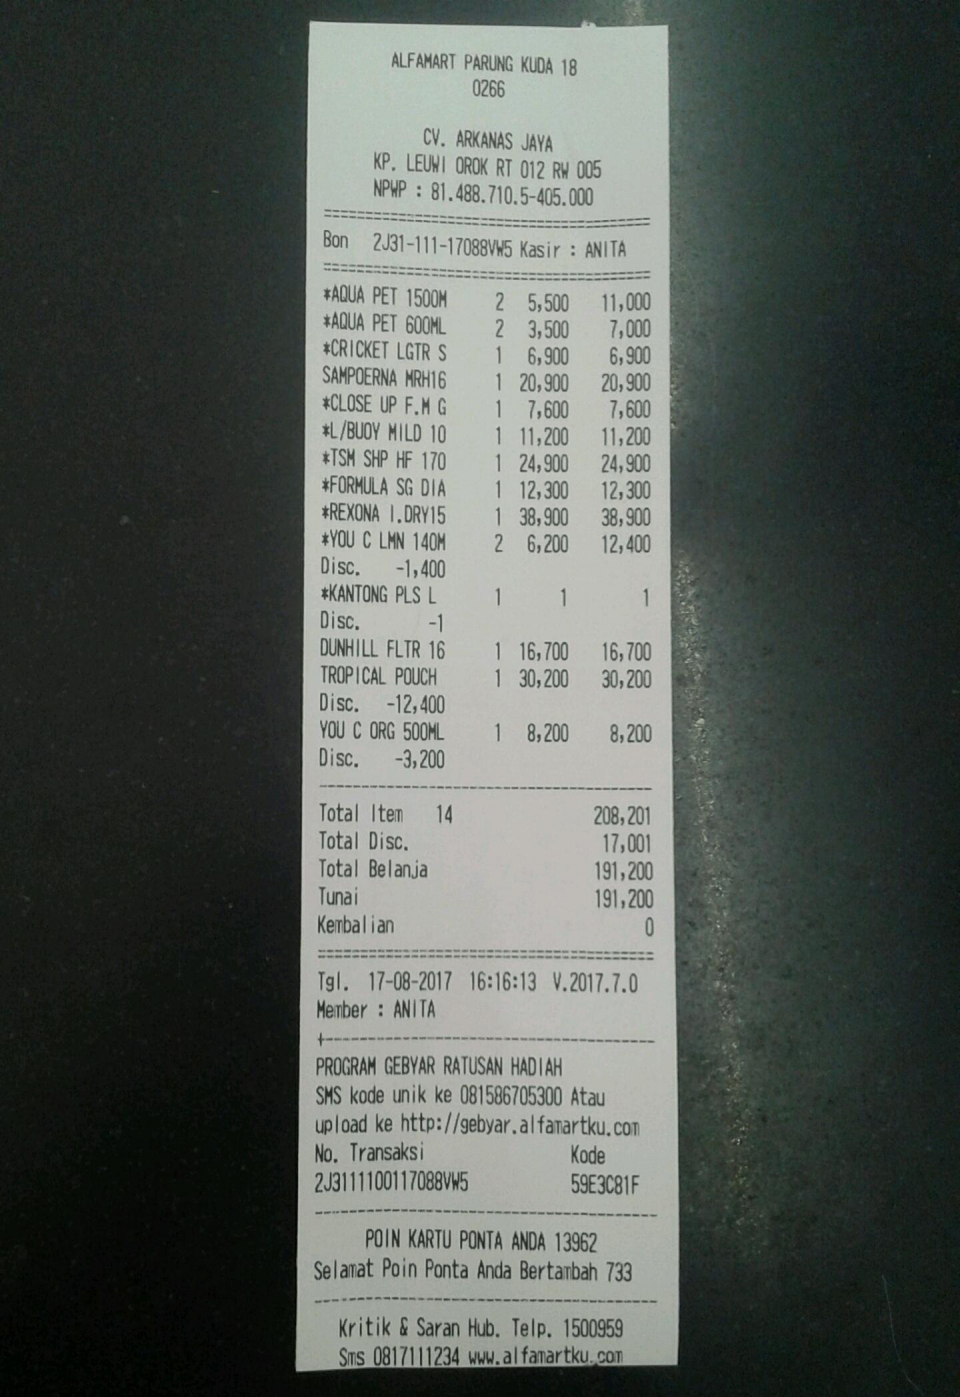 ALFAMART PARUNG KUDA 18
0266
CV. ARKANAS JAYA
KP. LEUWI OROK RT 012 RW 005
NPWP : 81.488.710.5-405.000
Bon 2J31-111-17088VW5 Kasir : ANITA
*AQUA PET 1500M 2 5,500 11,000
*AQUA PET 600ML 2 3,500 7,000
*CRICKET LGTR S 1 6,900 6,900
SAMPOERNA MRH16 1 20,900 20,900
*CLOSE UP F.M G 1 7,600 7,600
*L/BUOY MILD 10 1 11,200 11,200
*TSM SHP HF 170 1 24,900 24,900
*FORMULA SG DIA 1 12,300 12,300
*REXONA I.DRY15 1 38,900 38,900
*YOU C LMN 140M 2 6,200 12,400
Disc. -1,400
*KANTONG PLS L 1 1 1
Disc. -1
DUNHILL FLTR 16 1 16,700 16,700
TROPICAL POUCH 1 30,200 30,200
Disc. -12,400
YOU C ORG 500ML 1 8,200 8,200
Disc. -3,200
Total Item 14 208,201
Total Disc. 17,001
Total Belanja 191,200
Tunai 191,200
Kembalian 0
Tgl. 17-08-2017 16:16:13 V.2017.7.0
Member : ANITA
PROGRAM GEBYAR RATUSAN HADIAH
SMS kode unik ke 081586705300 Atau
upload ke http://gebyar.alfamartku.com
No. Transaksi Kode
2J3111100117088VW5 59E3C81F
POIN KARTU PONTA ANDA 13962
Selamat Poin Ponta Anda Bertambah 733
Kritik & Saran Hub. Telp. 1500959
Sms 0817111234 www.alfamartku.com